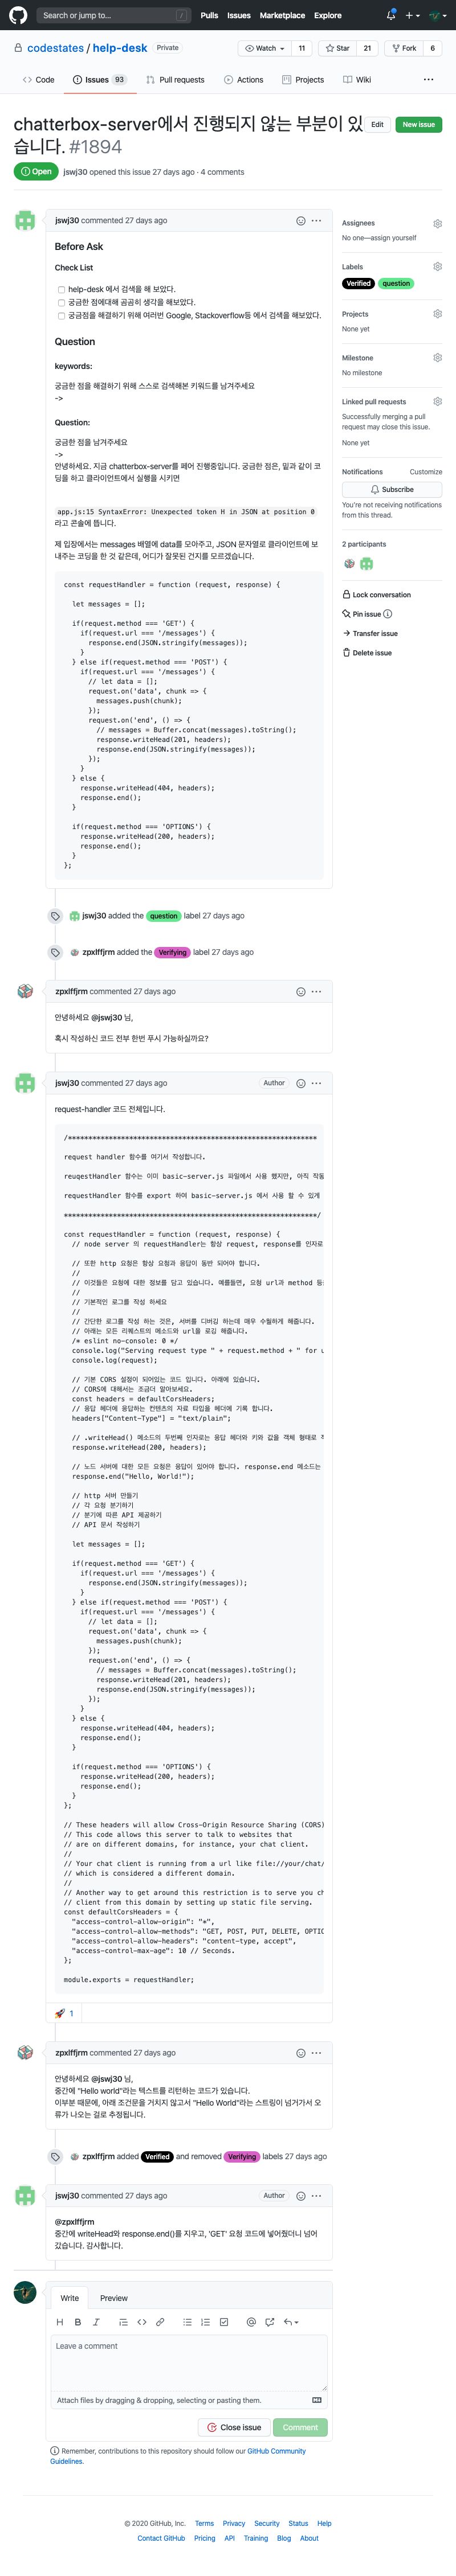 Search or jump to... /
Pulls Issues Marketplace Explore
codestates / help-desk Private
Watch 11 Star 21 Fork 6
Code Issues 93 Pull requests Actions Projects Wiki ...
chatterbox-server에서 진행되지 않는 부분이 있
습니다. #1894
Edit New issue
Open jswj30 opened this issue 27 days ago · 4 comments
jswj30 commented 27 days ago
Before Ask
Check List
help-desk 에서 검색을 해 보았다.
궁금한 점에대해 곰곰히 생각을 해보았다.
궁금점을 해결하기 위해 여러번 Google, Stackoverflow등 에서 검색을 해보았다.
Question
keywords:
궁금한 점을 해결하기 위해 스스로 검색해본 키워드를 남겨주세요
->
Question:
궁금한 점을 남겨주세요
->
안녕하세요. 지금 chatterbox-server를 페어 진행중입니다. 궁금한 점은, 밑과 같이 코
딩을 하고 클라이언트에서 실행을 시키면
app.js:15 SyntaxError: Unexpected token H in JSON at position 0
라고 콘솔에 뜹니다.
제 입장에서는 messages 배열에 data를 모아주고, JSON 문자열로 클라이언트에 보
내주는 코딩을 한 것 같은데, 어디가 잘못된 건지를 모르겠습니다.
const requestHandler = function (request, response) {
let messages = [];
if(request.method === 'GET') {
if(request.url === '/messages') {
response.end(JSON.stringify(messages));
}
} else if(request.method === 'POST') {
if(request.url === '/messages') {
// let data = [];
request.on('data', chunk => {
messages.push(chunk);
});
request.on('end', () => {
// messages = Buffer.concat(messages).toString();
response.writeHead(201, headers);
response.end(JSON.stringify(messages));
});
}
} else {
response.writeHead(404, headers);
response.end();
}
if(request.method === 'OPTIONS') {
response.writeHead(200, headers);
response.end();
}
};
jswj30 added the question label 27 days ago
zpxlffjrm added the Verifying label 27 days ago
zpxlffjrm commented 27 days ago
안녕하세요 @jswj30 님,
혹시 작성하신 코드 전부 한번 푸시 가능하실까요?
jswj30 commented 27 days ago Author
request-handler 코드 전체입니다.
/*************************************************************
request handler 함수를 여기서 작성합니다.
reuqestHandler 함수는 이미 basic-server.js 파일에서 사용 했지만, 아직 작동
requestHandler 함수를 export 하여 basic-server.js 에서 사용 할 수 있게
**************************************************************/
const requestHandler = function (request, response) {
// node server 의 requestHandler는 항상 request, response를 인자로
// 또한 http 요청은 항상 요청과 응답이 동반 되어야 합니다.
//
// 이것들은 요청에 대한 정보를 담고 있습니다. 예를들면, 요청 url과 method 등
//
// 기본적인 로그를 작성 하세요
//
// 간단한 로그를 작성 하는 것은, 서버를 디버깅 하는데 매우 수월하게 해줍니다.
// 아래는 모든 리퀘스트의 메소드와 url을 로깅 해줍니다.
/* eslint no-console: 0 */
console.log("Serving request type " + request.method + " for u
console.log(request);
// 기본 CORS 설정이 되어있는 코드 입니다. 아래에 있습니다.
// CORS에 대해서는 조금더 알아보세요.
const headers = defaultCorsHeaders;
// 응답 헤더에 응답하는 컨텐츠의 자료 타입을 헤더에 기록 합니다.
headers["Content-Type"] = "text/plain";
// .writeHead() 메소드의 두번째 인자로는 응답 헤더와 키와 값을 객체 형태로
response.writeHead(200, headers);
// 노드 서버에 대한 모든 요청은 응답이 있어야 합니다. response.end 메소드는
response.end("Hello, World!");
// http 서버 만들기
// 각 요청 분기하기
// 분기에 따른 API 제공하기
// API 문서 작성하기
let messages = [];
if(request.method === 'GET') {
if(request.url === '/messages') {
response.end(JSON.stringify(messages));
}
} else if(request.method === 'POST') {
if(request.url === '/messages') {
// let data = [];
request.on('data', chunk => {
messages.push(chunk);
});
request.on('end', () => {
// messages = Buffer.concat(messages).toString();
response.writeHead(201, headers);
response.end(JSON.stringify(messages));
});
}
} else {
response.writeHead(404, headers);
response.end();
}
if(request.method === 'OPTIONS') {
response.writeHead(200, headers);
response.end();
}
};
// These headers will allow Cross-Origin Resource Sharing (CORS)
// This code allows this server to talk to websites that
// are on different domains, for instance, your chat client.
//
// Your chat client is running from a url like file://your/chat/
// which is considered a different domain.
//
// Another way to get around this restriction is to serve you ch
// client from this domain by setting up static file serving.
const defaultCorsHeaders = {
"access-control-allow-origin": "*",
"access-control-allow-methods": "GET, POST, PUT, DELETE, OPTIO
"access-control-allow-headers": "content-type, accept",
"access-control-max-age": 10 // Seconds.
};
module.exports = requestHandler;
🚀 1
zpxlffjrm commented 27 days ago
안녕하세요 @jswj30 님,
중간에 "Hello world"라는 텍스트를 리턴하는 코드가 있습니다.
이부분 때문에, 아래 조건문을 거치지 않고서 "Hello World"라는 스트링이 넘거가서 오
류가 나오는 걸로 추정됩니다.
zpxlffjrm added Verified and removed Verifying labels 27 days ago
jswj30 commented 27 days ago Author
@zpxlffjrm
중간에 writeHead와 response.end()를 지우고, 'GET' 요청 코드에 넣어줬더니 넘어
갔습니다. 감사합니다.
Write Preview
Leave a comment
Attach files by dragging & dropping, selecting or pasting them.
Close issue Comment
Remember, contributions to this repository should follow our GitHub Community
Guidelines.
Assignees
No one—assign yourself
Labels
Verified question
Projects
None yet
Milestone
No milestone
Linked pull requests
Successfully merging a pull
request may close this issue.
None yet
Notifications Customize
Subscribe
You're not receiving notifications
from this thread.
2 participants
Lock conversation
Pin issue
Transfer issue
Delete issue
© 2020 GitHub, Inc. Terms Privacy Security Status Help
Contact GitHub Pricing API Training Blog About